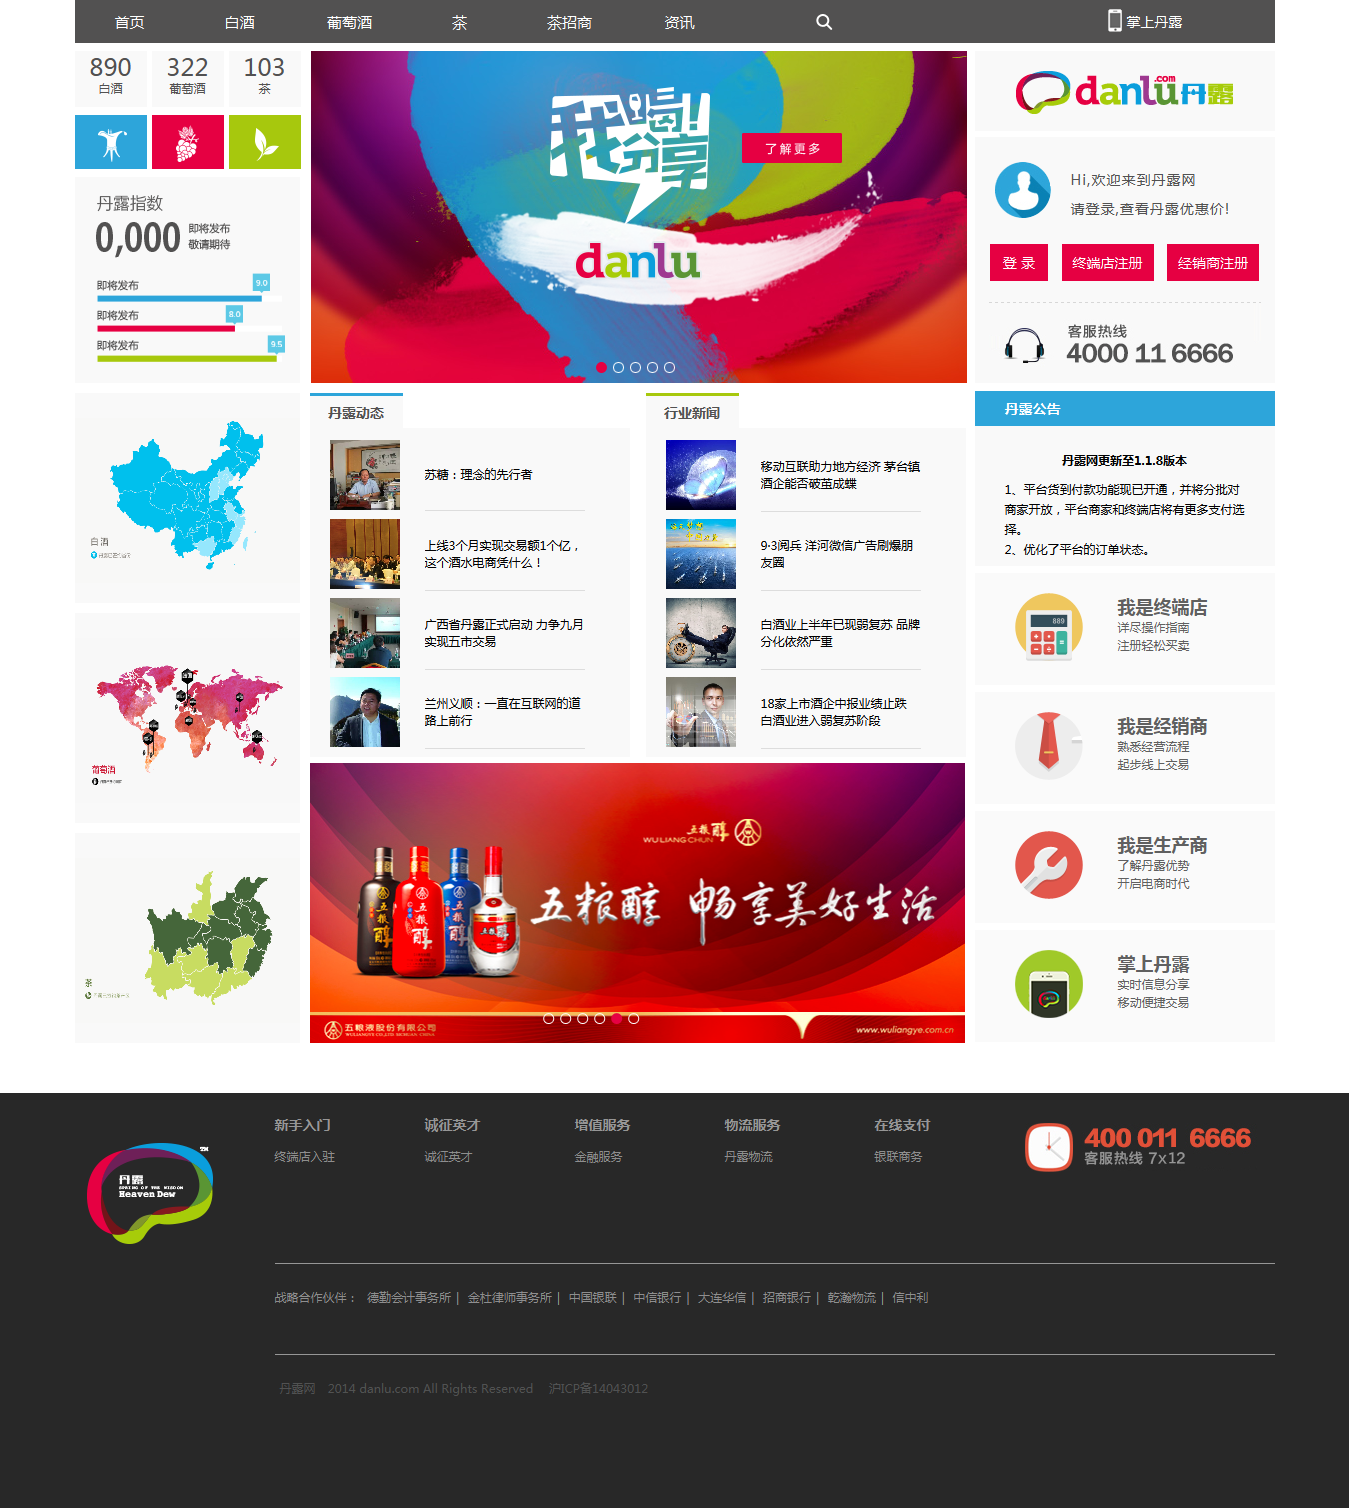 首页 白酒 葡萄酒 茶 茶招商 资讯 掌上丹露
890 322 103
白酒 葡萄酒 茶
丹露指数
0,000 即将发布
敬请期待
即将发布 9.0
即将发布 8.0
即将发布 9.5
我喝!!
我分享
了解更多
danlu
danlu.com丹露
Hi,欢迎来到丹露网
请登录,查看丹露优惠价!
登 录 终端店注册 经销商注册
客服热线
4000 11 6666
白酒
葡萄酒
茶
丹露动态
苏糖：理念的先行者
上线3个月实现交易额1个亿，
这个酒水电商凭什么！
广西省丹露正式启动 力争九月
实现五市交易
兰州义顺：一直在互联网的道
路上前行
行业新闻
移动互联助力地方经济 茅台镇
酒企能否破茧成蝶
9·3阅兵 洋河微信广告刷爆朋
友圈
白酒业上半年已现弱复苏 品牌
分化依然严重
18家上市酒企中报业绩止跌
白酒业进入弱复苏阶段
丹露公告
丹露网更新至1.1.8版本
1、平台货到付款功能现已开通，并将分批对
商家开放，平台商家和终端店将有更多支付选
择。
2、优化了平台的订单状态。
我是终端店
详尽操作指南
注册轻松买卖
我是经销商
熟悉经营流程
起步线上交易
我是生产商
了解丹露优势
开启电商时代
掌上丹露
实时信息分享
移动便捷交易
五粮醇
WULIANGCHUN
五粮醇 畅享美好生活
五粮液股份有限公司
www.wuliangye.com.cn
丹露
SPRING OF THE WISDOM
Heaven Dew
TM
新手入门 诚征英才 增值服务 物流服务 在线支付
终端店入驻 诚征英才 金融服务 丹露物流 银联商务
400 011 6666
客服热线 7x12
战略合作伙伴： 德勤会计事务所 | 金杜律师事务所 | 中国银联 | 中信银行 | 大连华信 | 招商银行 | 乾瀚物流 | 信中利
丹露网 2014 danlu.com All Rights Reserved 沪ICP备14043012